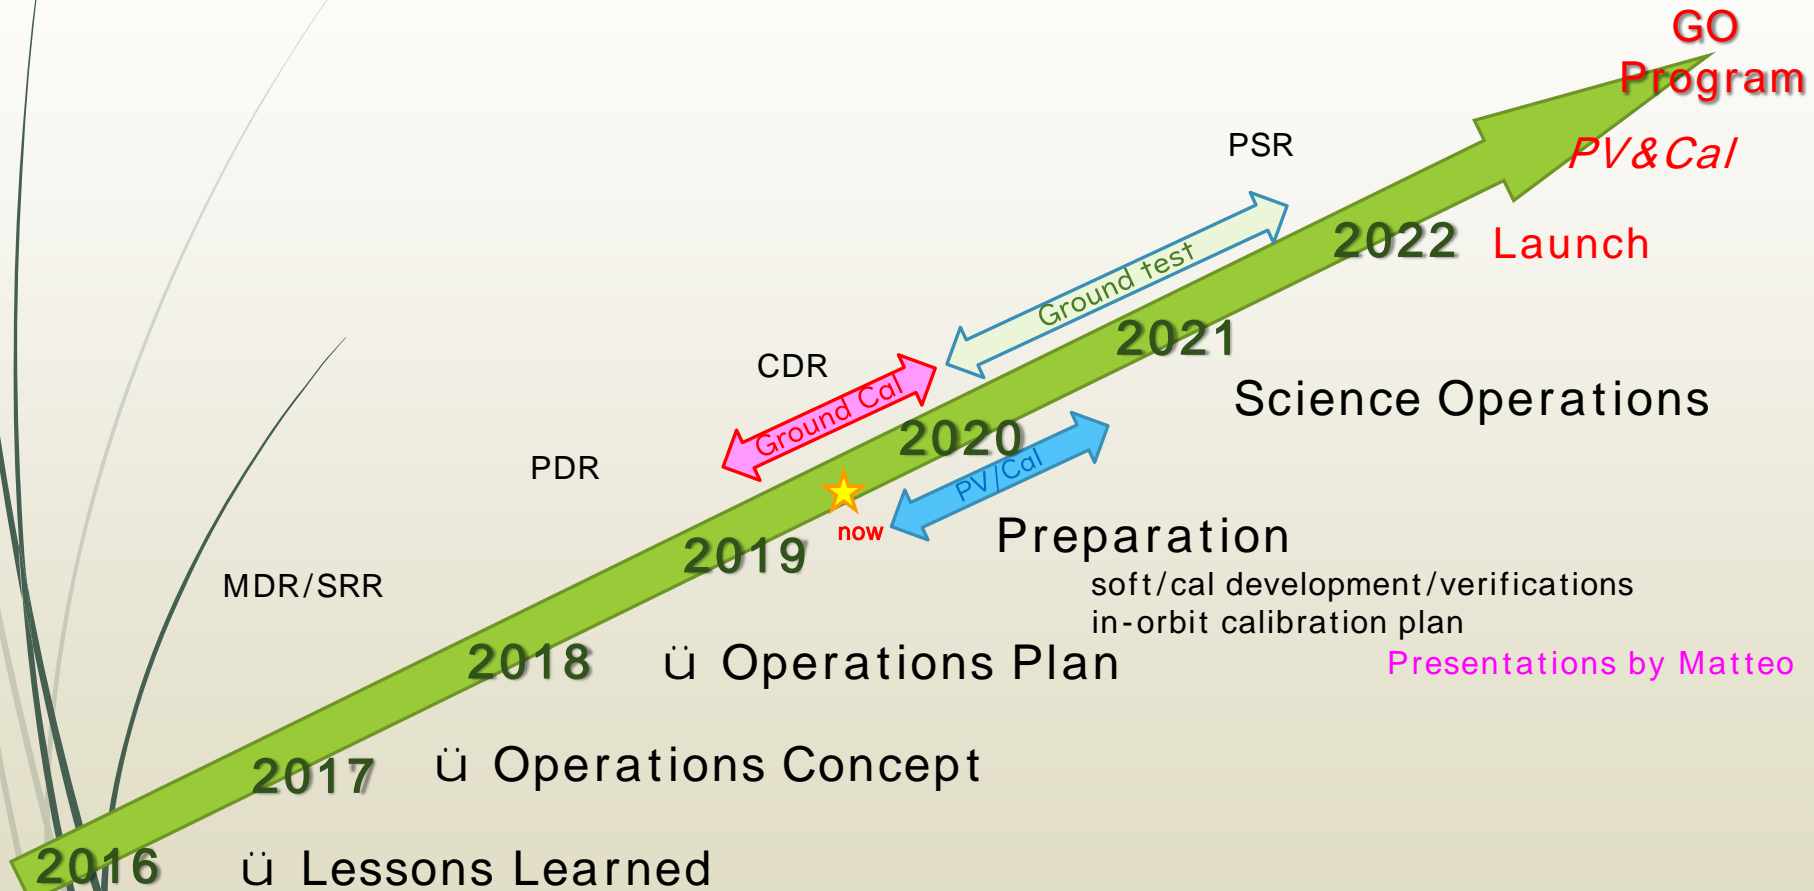 GO
Program
PSR
PV&Cal
2022 Launch
Ground test
2021
CDR
Ground Cal
Science Operations
2020
PDR
PV/Cal
now
Preparation
2019
MDR/SRR
soft/cal development/verifications
in-orbit calibration plan
2018
ü Operations Plan
Presentations by Matteo
2017
ü Operations Concept
2016
ü Lessons Learned